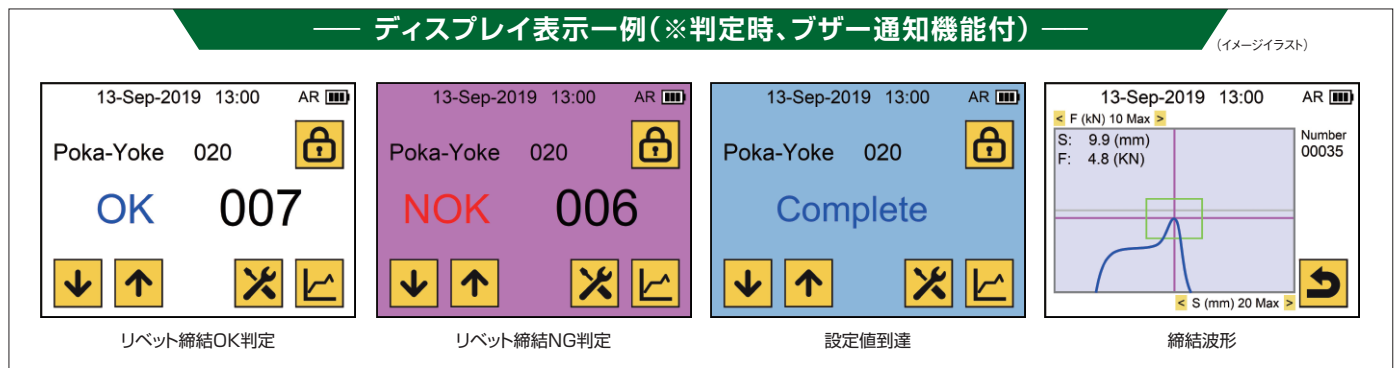 ディスプレイ表示一例(※判定時、ブザー通知機能付)
(イメージイラスト)
13-Sep-2019 13:00 AR
Poka-Yoke 020
OK 007
リベット締結OK判定
13-Sep-2019 13:00 AR
Poka-Yoke 020
NOK 006
リベット締結NG判定
13-Sep-2019 13:00 AR
Poka-Yoke 020
Complete
設定値到達
13-Sep-2019 13:00 AR
< F (kN) 10 Max >
S: 9.9 (mm)
F: 4.8 (KN)
Number
00035
< S (mm) 20 Max >
締結波形